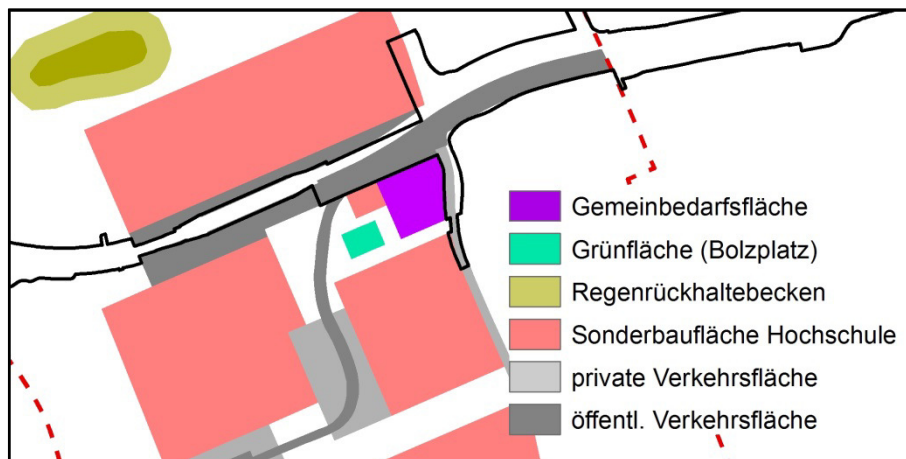 Gemeinbedarfsfläche
Grünfläche (Bolzplatz)
Regenrückhaltebecken
Sonderbaufläche Hochschule
private Verkehrsfläche
öffentl. Verkehrsfläche